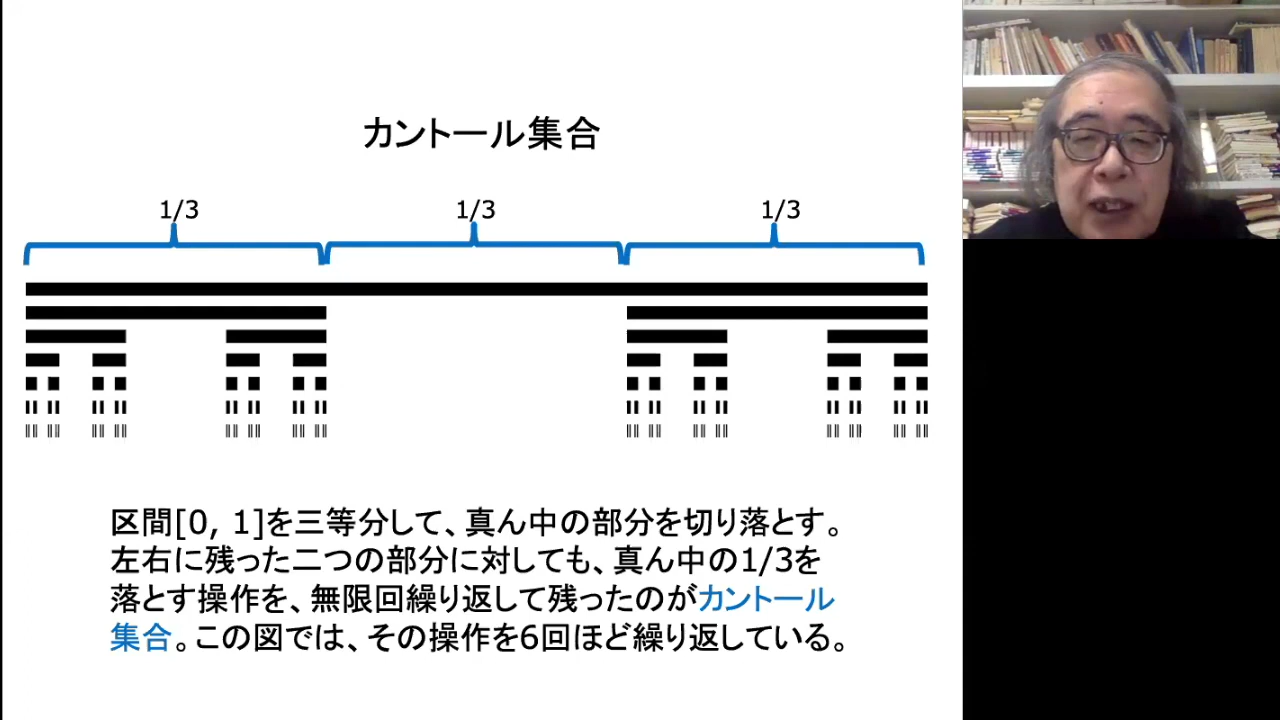 カントール集合
1/3 1/3 1/3
区間[0, 1]を三等分して、真ん中の部分を切り落とす。
左右に残った二つの部分に対しても、真ん中の1/3を
落とす操作を、無限回繰り返して残ったのがカントール
集合。この図では、その操作を6回ほど繰り返している。